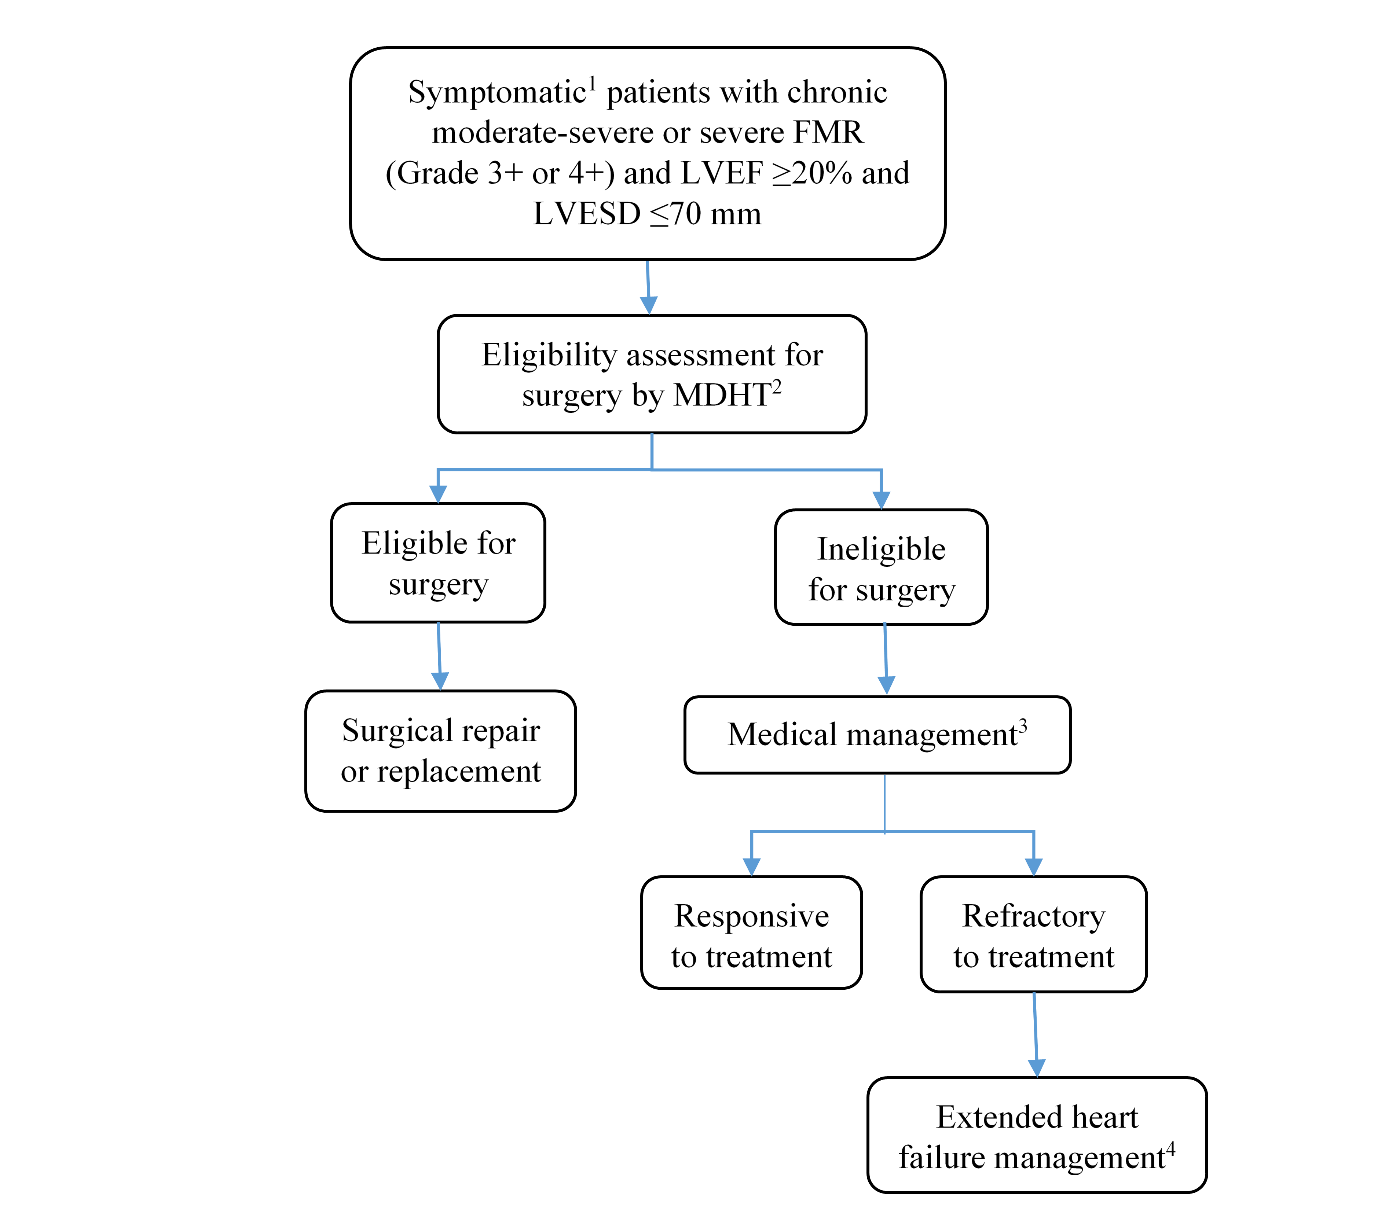 Symptomatic¹ patients with chronic
moderate-severe or severe FMR
(Grade 3+ or 4+) and LVEF ≥20% and
LVESD ≤70 mm
Eligibility assessment for
surgery by MDHT²
Eligible for
surgery
Ineligible
for surgery
Surgical repair
or replacement
Medical management³
Responsive
to treatment
Refractory
to treatment
Extended heart
failure management⁴